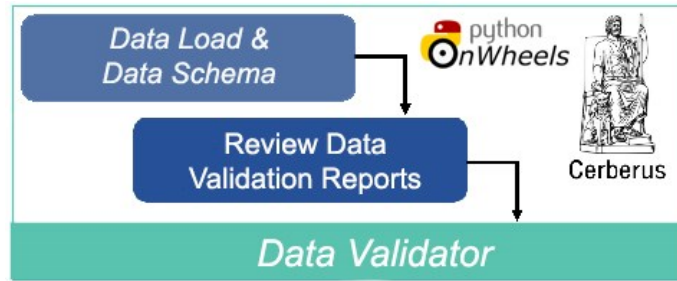 Data Load &
Data Schema
python
OnWheels
Review Data
Validation Reports
Cerberus
Data Validator